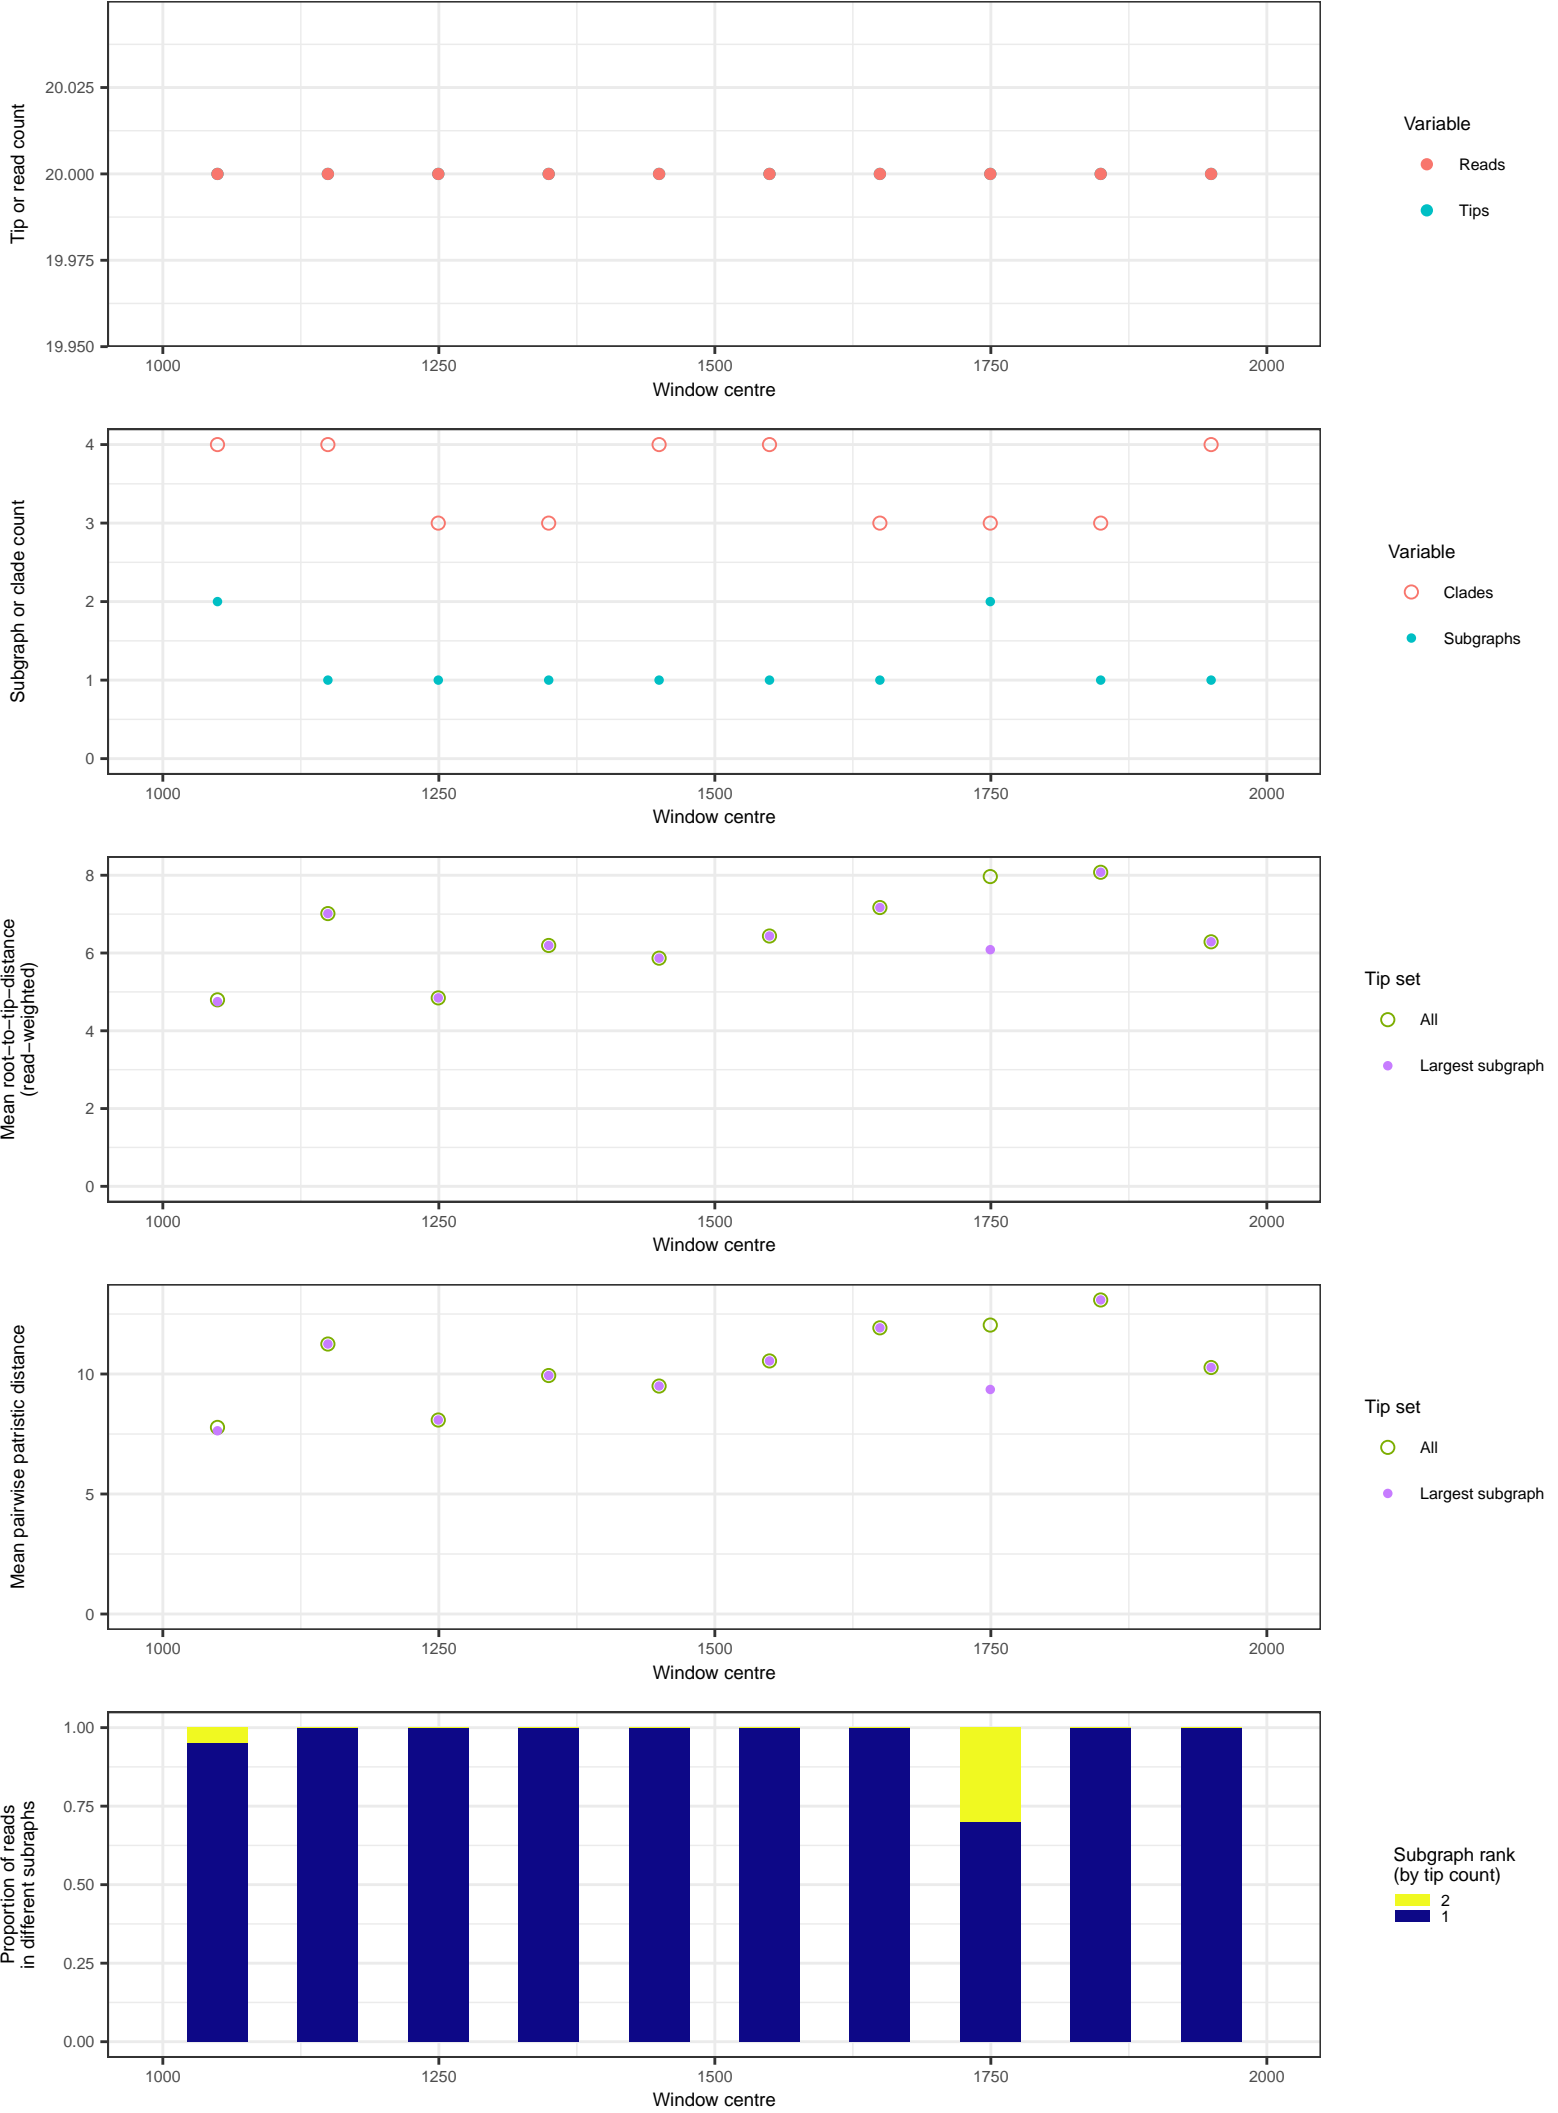 Tip or read count
20.025
20.000
19.975
19.950
1000 1250 1500 1750 2000
Window centre
Variable
Reads
Tips
Subgraph or clade count
4
3
2
1
0
1000 1250 1500 1750 2000
Window centre
Variable
Clades
Subgraphs
Mean root−to−tip−distance
(read−weighted)
8
6
4
2
0
1000 1250 1500 1750 2000
Window centre
Tip set
All
Largest subgraph
Mean pairwise patristic distance
10
5
0
1000 1250 1500 1750 2000
Window centre
Tip set
All
Largest subgraph
Proportion of reads
in different subraphs
1.00
0.75
0.50
0.25
0.00
1000 1250 1500 1750 2000
Window centre
Subgraph rank
(by tip count)
2
1